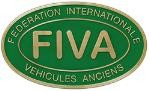 FEDERATION INTERNATIONALE
FIVA
VEHICULES ANCIENS